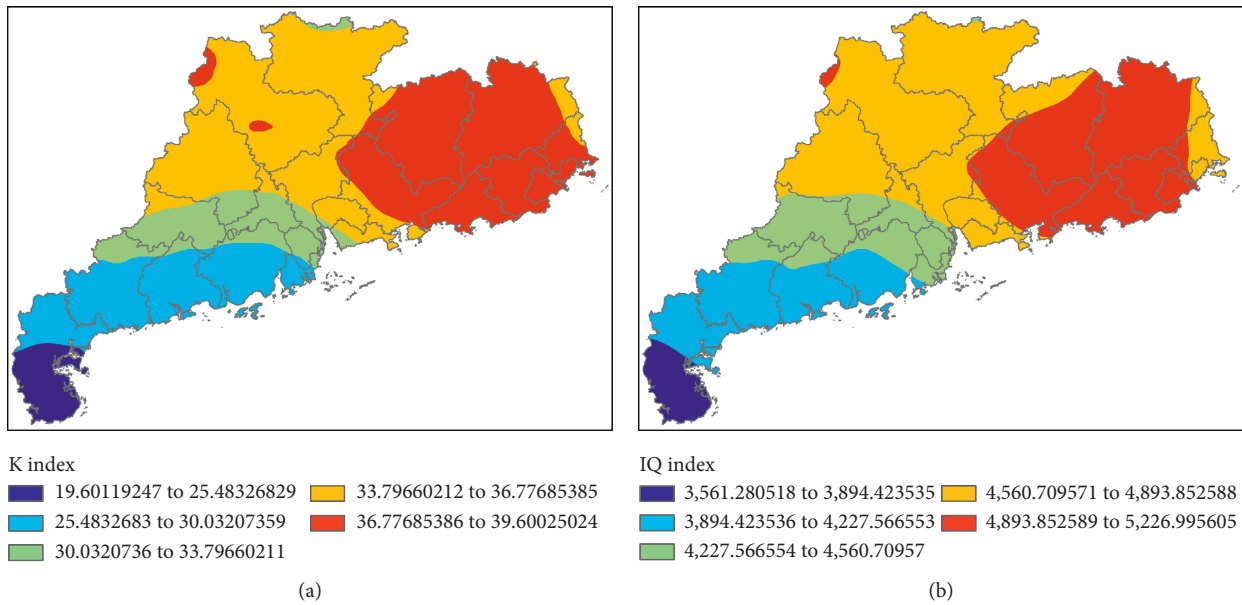 K index
19.60119247 to 25.48326829
25.4832683 to 30.03207359
30.0320736 to 33.79660211
33.79660212 to 36.77685385
36.77685386 to 39.60025024
(a)
IQ index
3,561.280518 to 3,894.423535
3,894.423536 to 4,227.566553
4,227.566554 to 4,560.70957
4,560.709571 to 4,893.852588
4,893.852589 to 5,226.995605
(b)